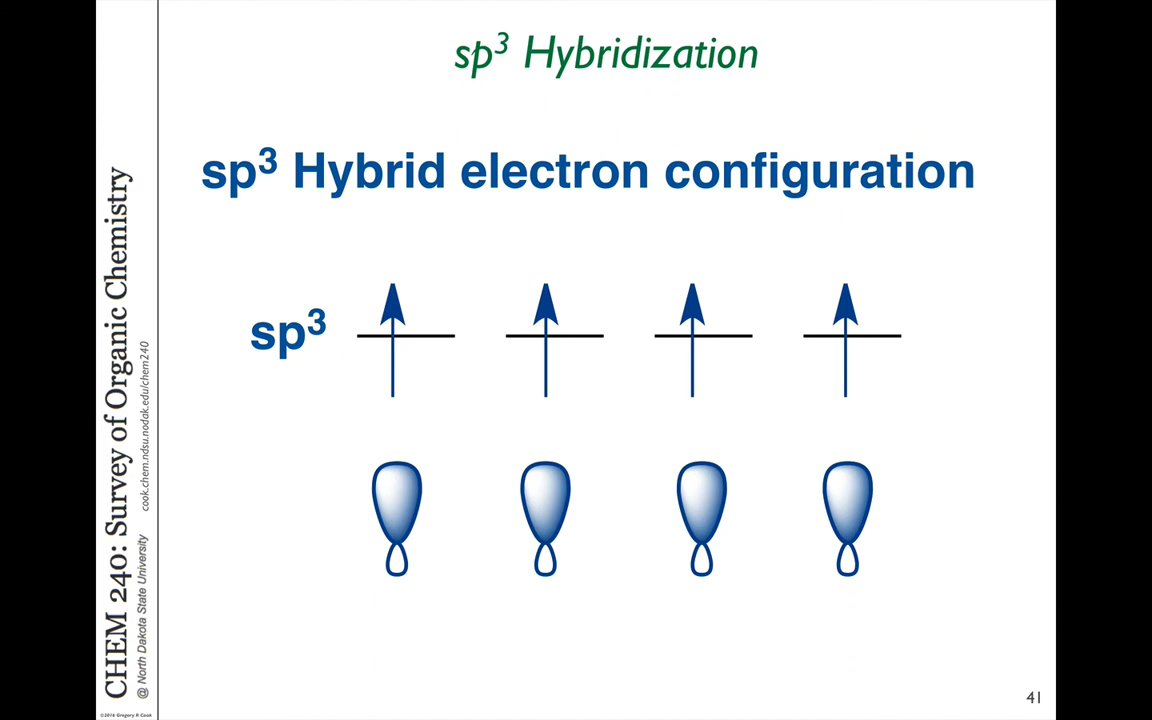 sp³ Hybridization
sp³ Hybrid electron configuration
sp³
CHEM 240: Survey of Organic Chemistry
@ North Dakota State University
cook.chem.ndsu.nodak.edu/chem240
©2016 Gregory R Cook
41